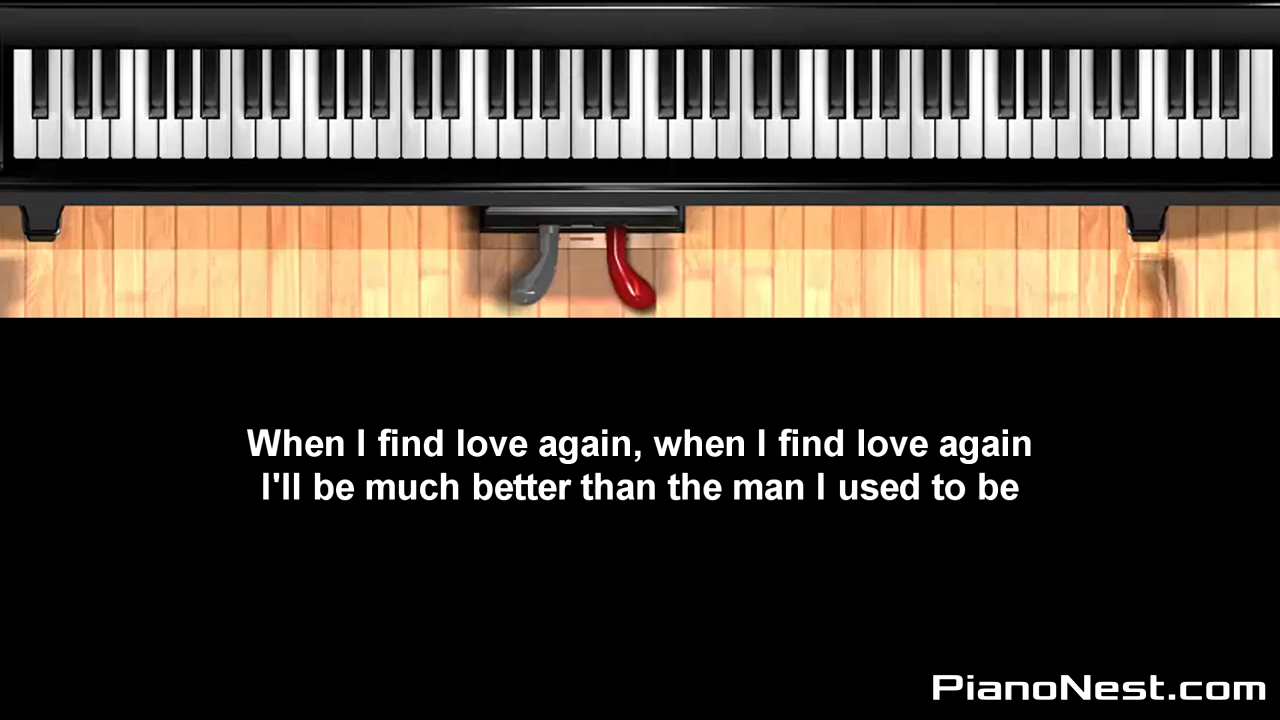 When I find love again, when I find love again
I'll be much better than the man I used to be
PianoNest.com